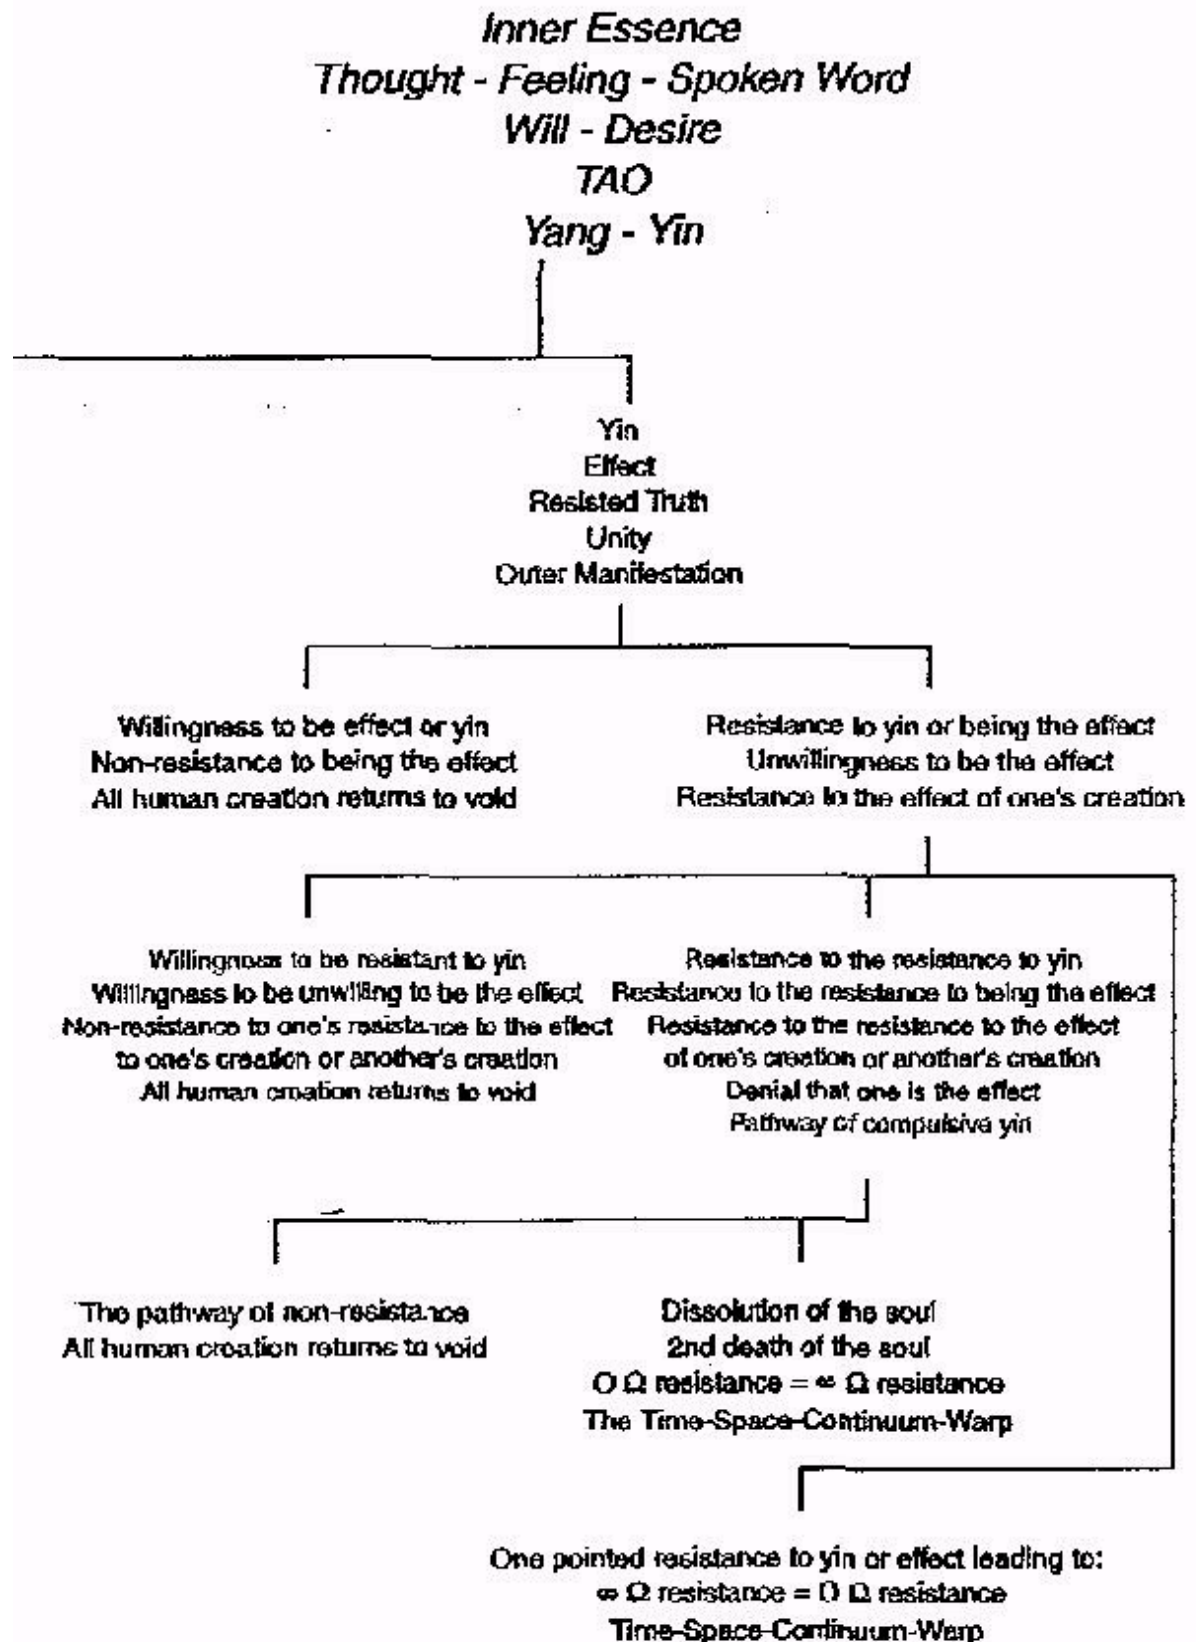 Inner Essence
Thought - Feeling - Spoken Word
Will - Desire
TAO
Yang - Yin
Yin
Effect
Resisted Truth
Unity
Outer Manifestation
Willingness to be effect or yin
Non-resistance to being the effect
All human creation returns to void
Resistance to yin or being the effect
Unwillingness to be the effect
Resistance to the effect of one's creation
Willingness to be resistant to yin
Willingness to be unwilling to be the effect
Non-resistance to one's resistance to the effect
to one's creation or another's creation
All human creation returns to void
Resistance to the resistance to yin
Resistance to the resistance to being the effect
Resistance to the resistance to the effect
of one's creation or another's creation
Denial that one is the effect
Pathway of compulsive yin
The pathway of non-resistance
All human creation returns to void
Dissolution of the soul
2nd death of the soul
0 Ω resistance = ∞ Ω resistance
The Time-Space-Continuum-Warp
One pointed resistance to yin or effect leading to:
∞ Ω resistance = 0 Ω resistance
Time-Space-Continuum-Warp